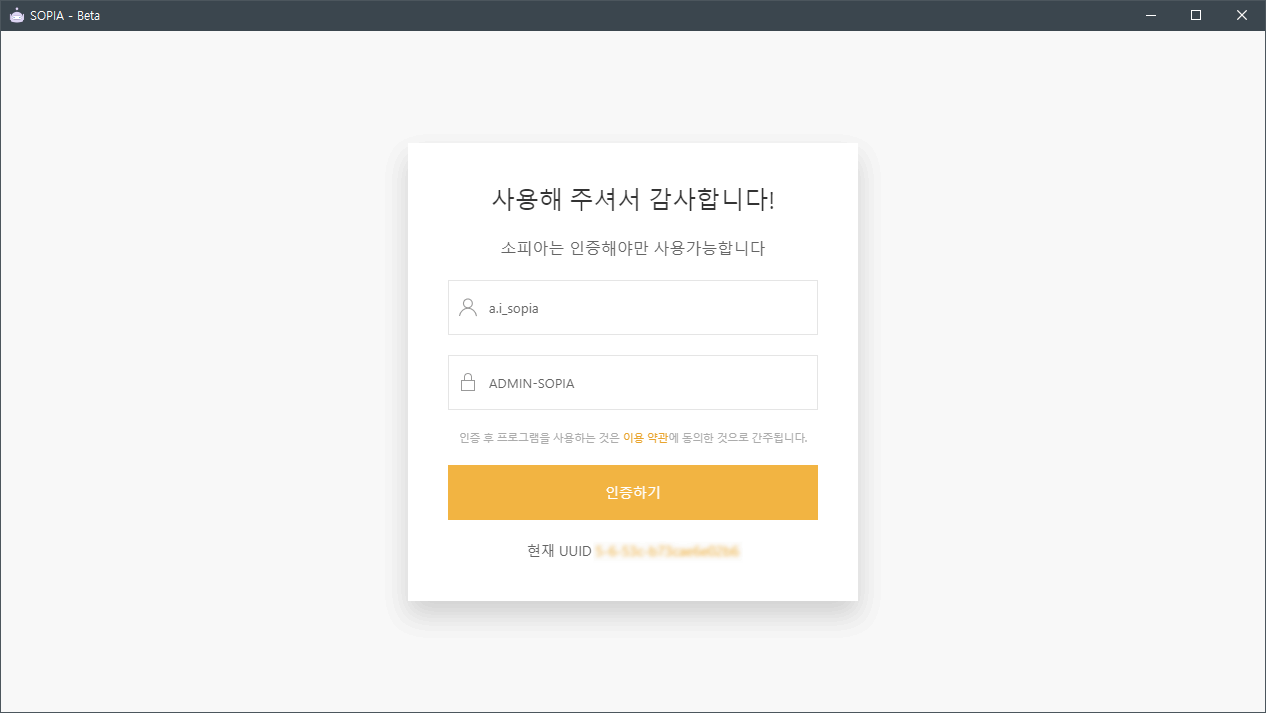 SOPIA - Beta
사용해 주셔서 감사합니다!
소피아는 인증해야만 사용가능합니다
a.i_sopia
ADMIN-SOPIA
인증 후 프로그램을 사용하는 것은 이용 약관에 동의한 것으로 간주됩니다.
인증하기
현재 UUID